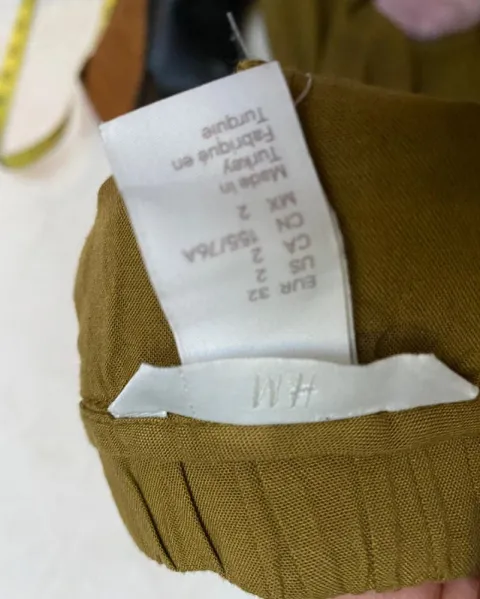 H&M
EUR 32
US 2
CA 2
CN 155/76A
MX 2
Made in
Turkey
Fabriqué en
Turquie